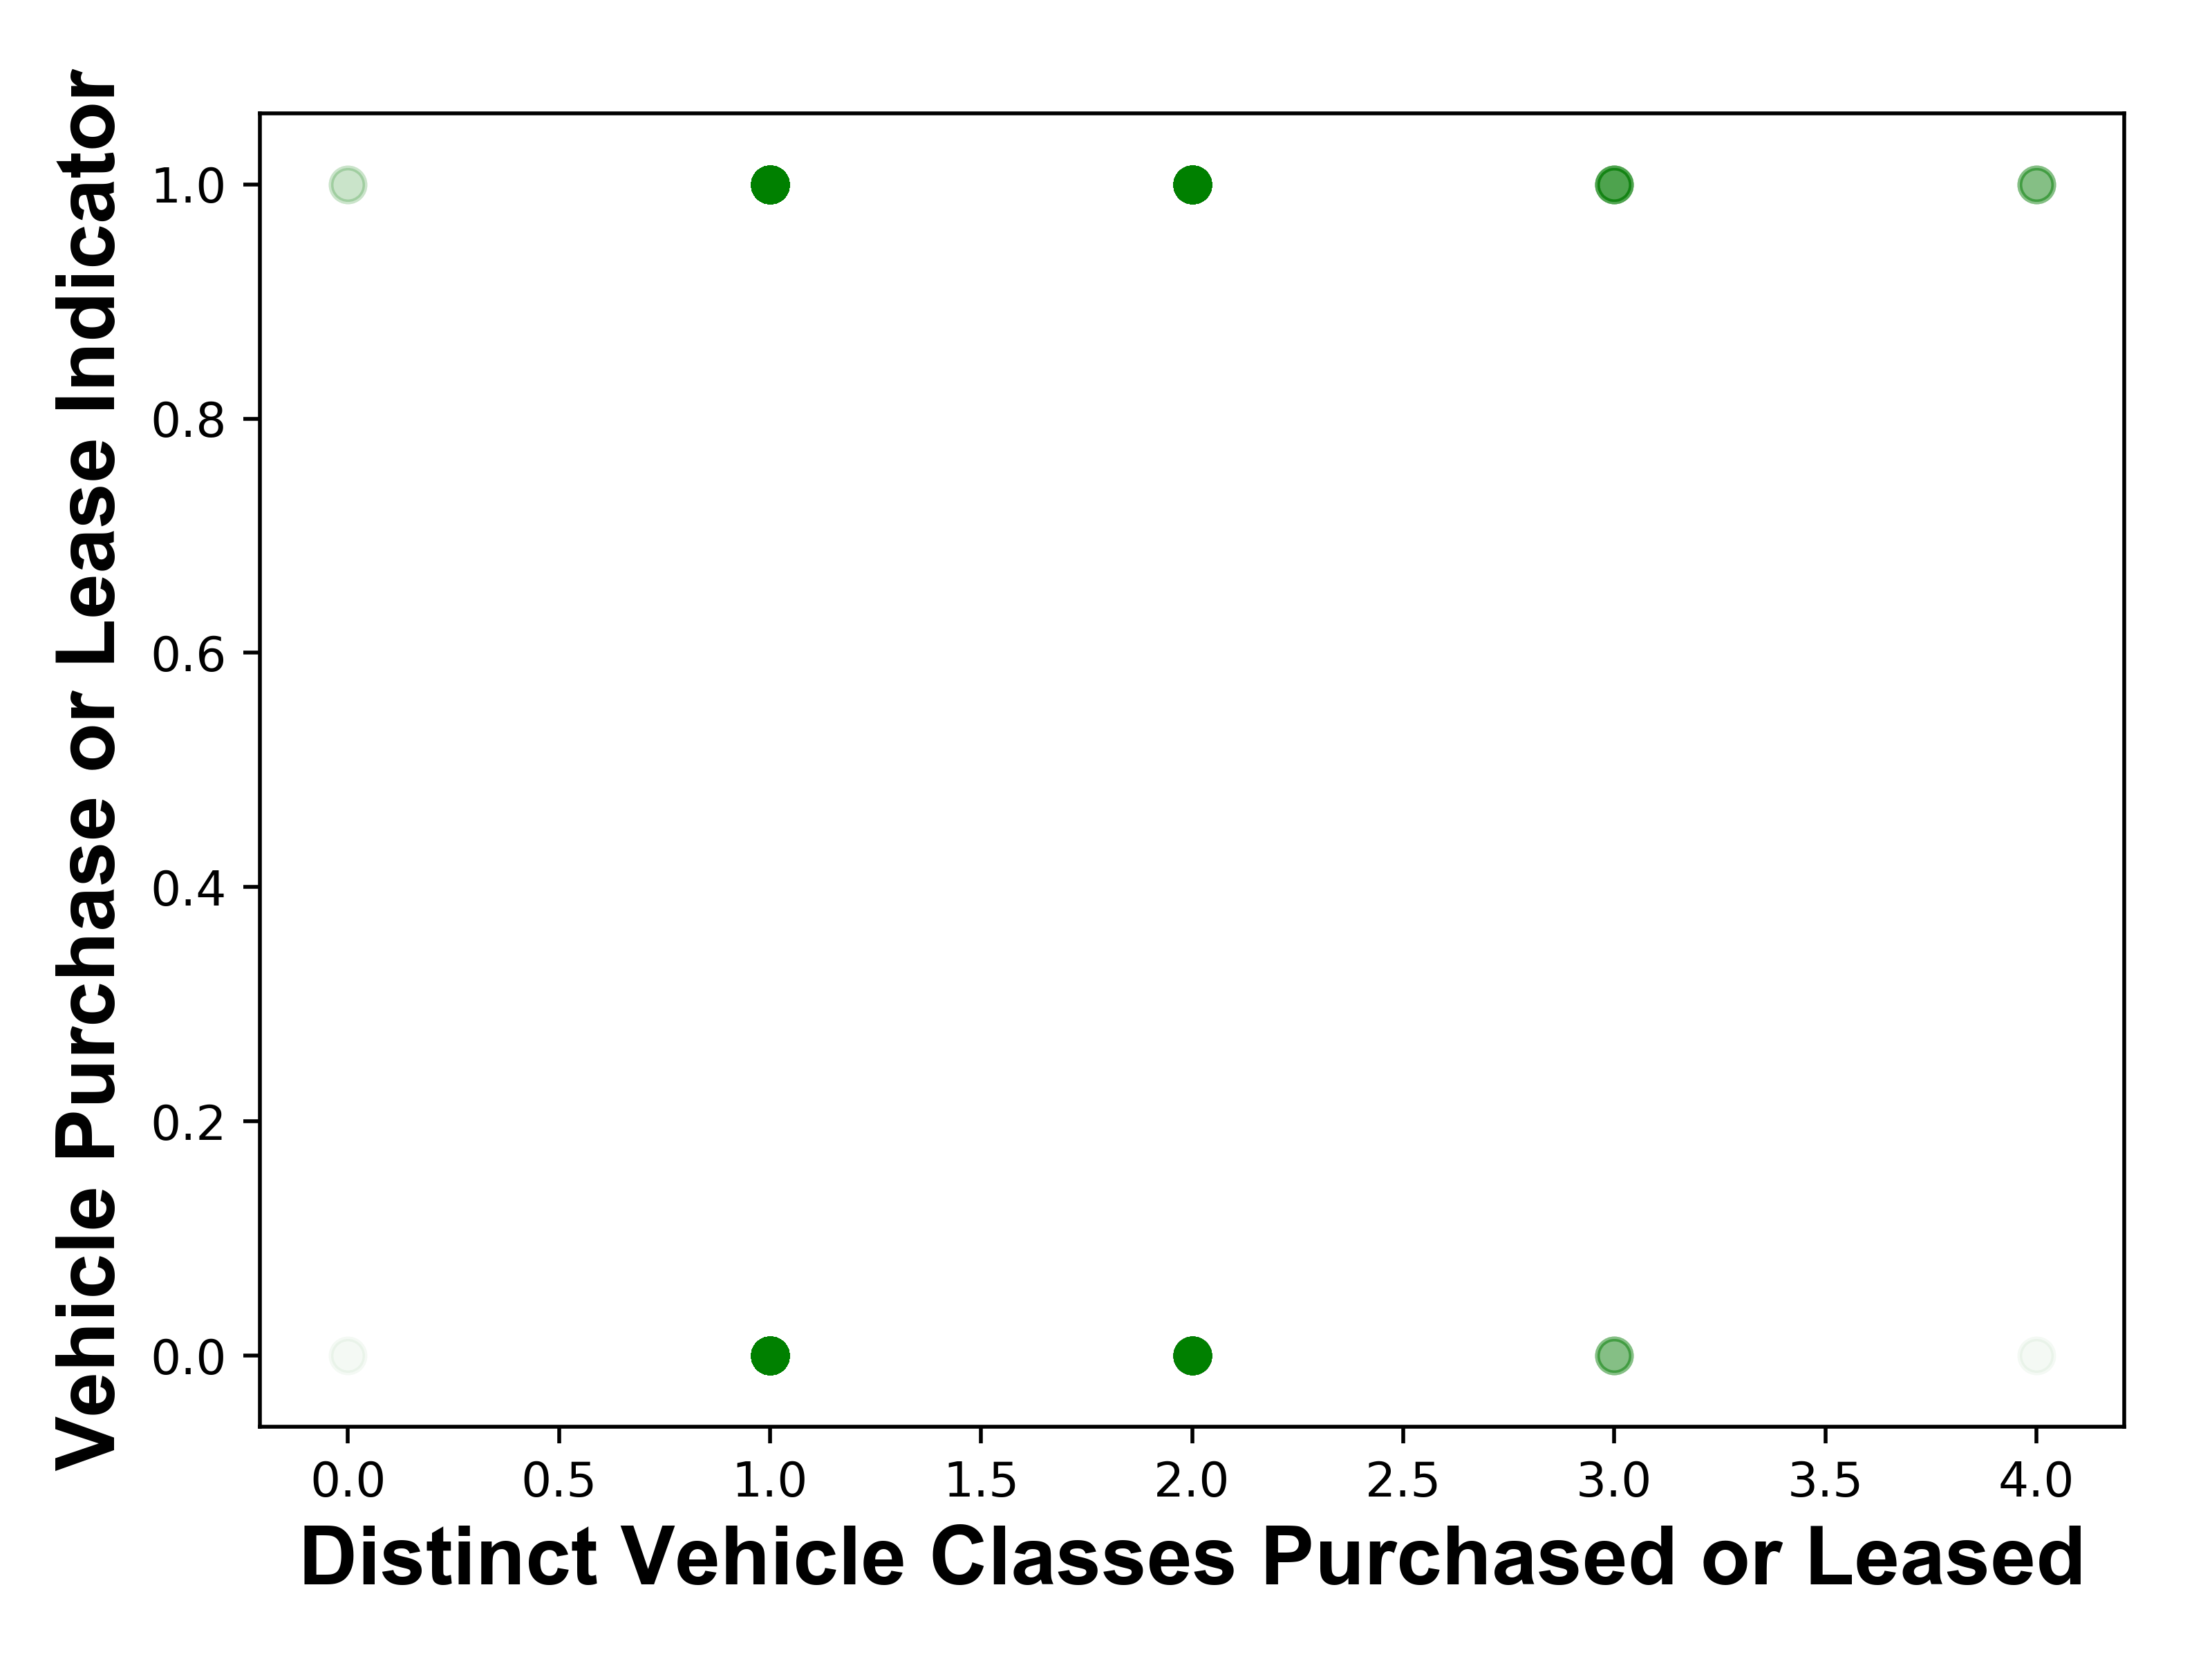 Vehicle Purchase or Lease Indicator
1.0
0.8
0.6
0.4
0.2
0.0
0.0 0.5 1.0 1.5 2.0 2.5 3.0 3.5 4.0
Distinct Vehicle Classes Purchased or Leased